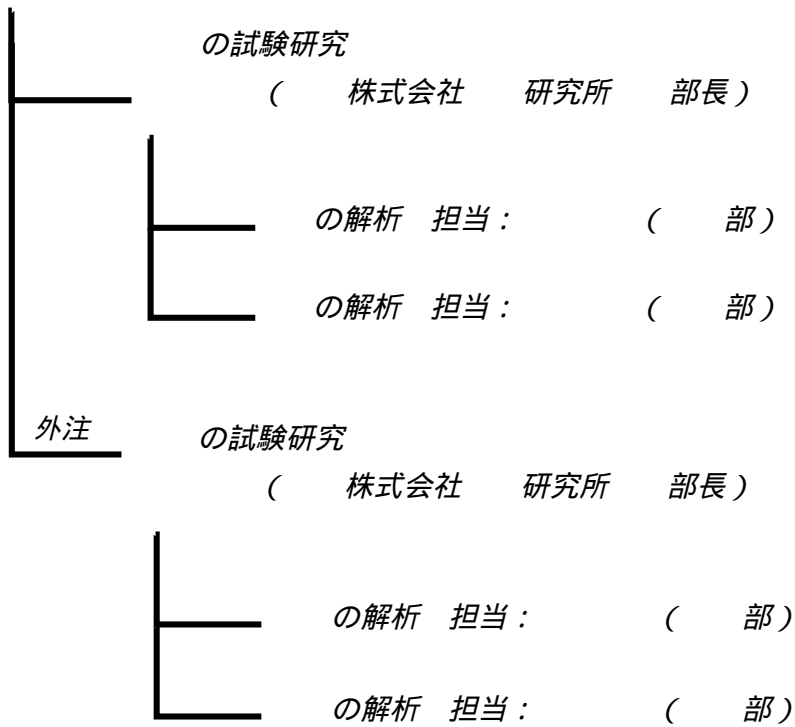 の試験研究
(　　株式会社　　研究所　　部長)
の解析　担当：　　　　　(　　部)
の解析　担当：　　　　　(　　部)
外注　　　　の試験研究
(　　株式会社　　研究所　　部長)
の解析　担当：　　　　　(　　部)
の解析　担当：　　　　　(　　部)